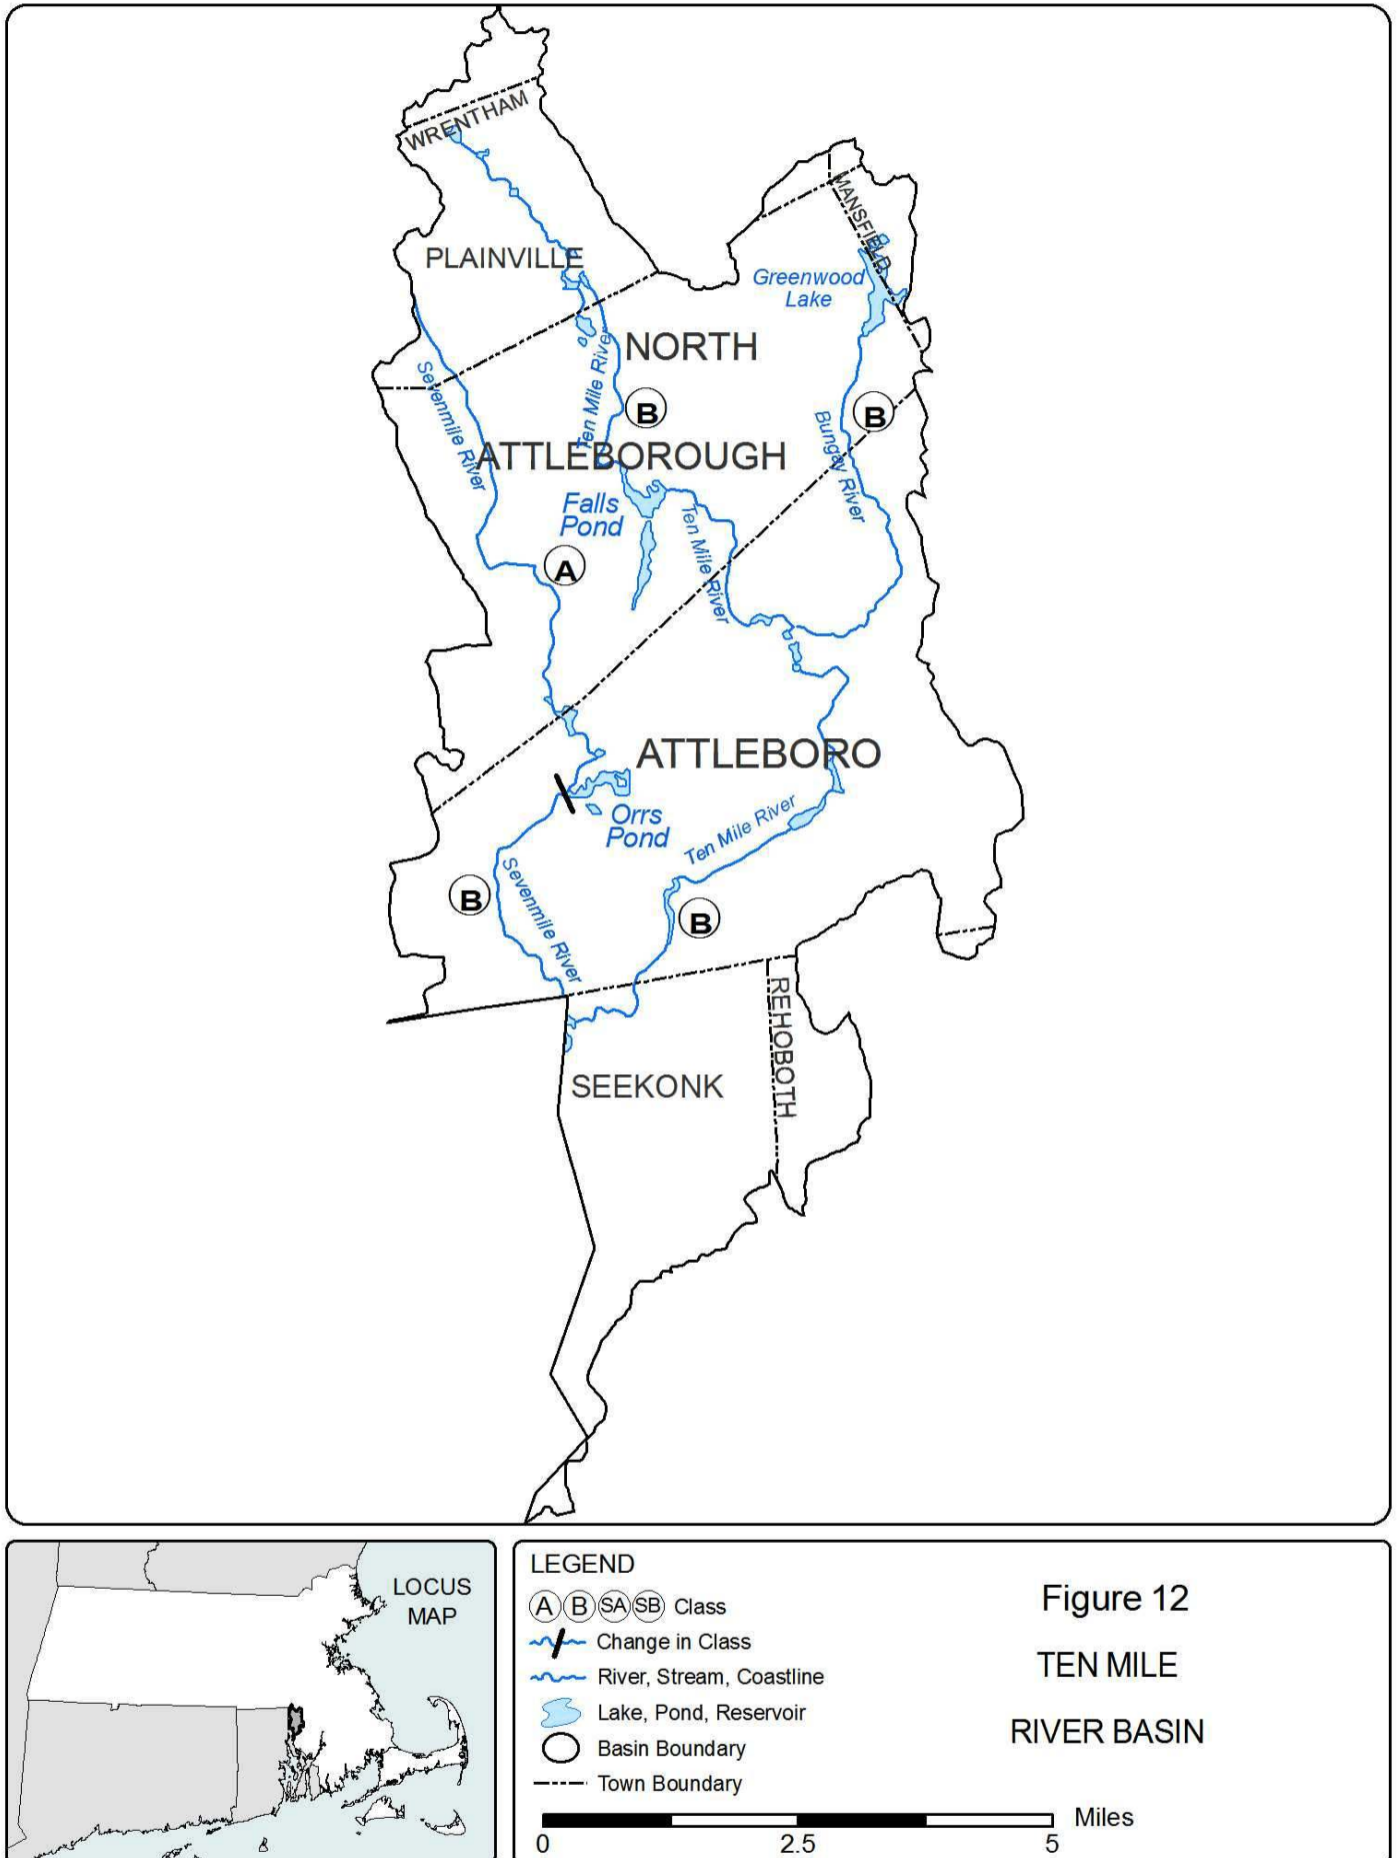 WRENTHAM
MANSFIELD
PLAINVILLE
Greenwood
Lake
NORTH
Sevenmile River
Ten Mile River
B
B
Bungay River
ATTLEBOROUGH
Falls
Pond
Ten Mile River
A
ATTLEBORO
Orrs
Pond
Ten Mile River
Sevenmile River
B
B
REHOBOTH
SEEKONK
LOCUS
MAP
LEGEND
A B SA SB Class
Change in Class
River, Stream, Coastline
Lake, Pond, Reservoir
Basin Boundary
Town Boundary
Miles
0 2.5 5
Figure 12
TEN MILE
RIVER BASIN